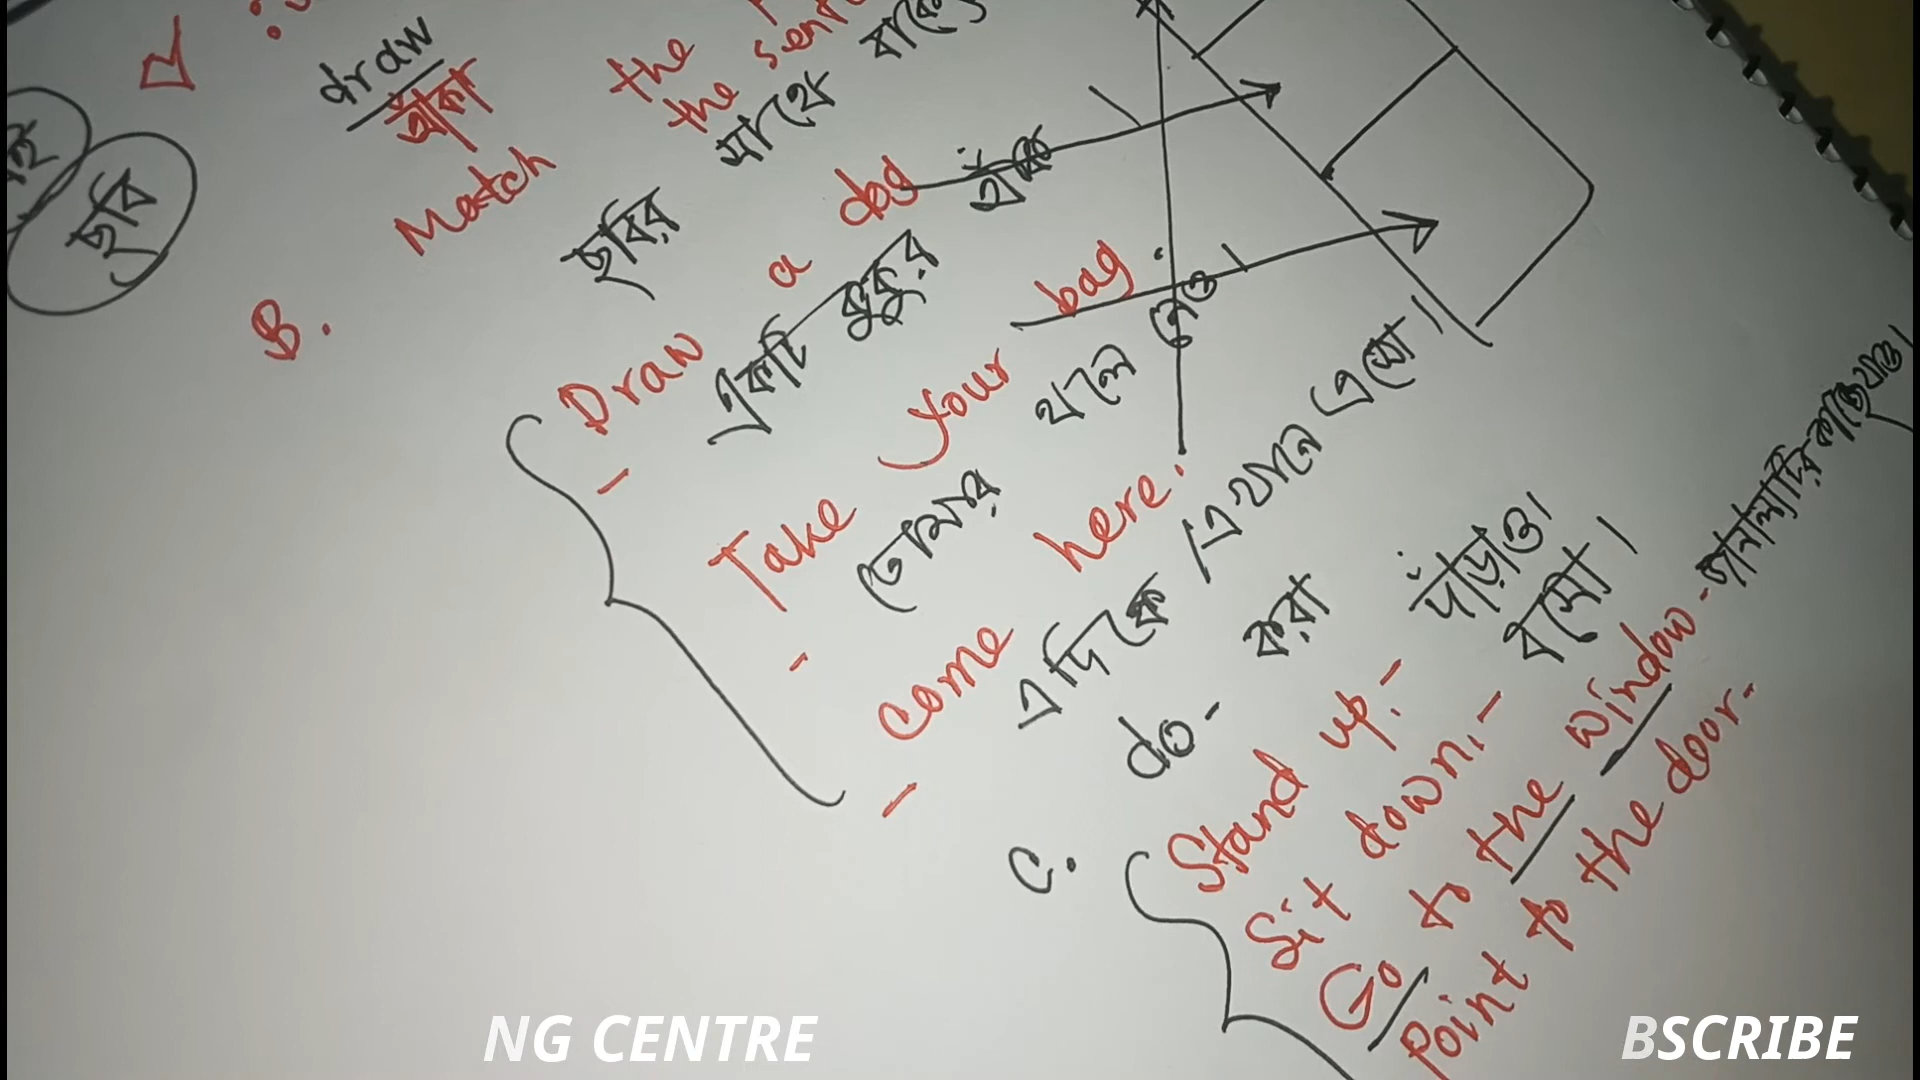 ছবি
draw
আঁকা
B. Match the
the
ছবির সাথে
Draw a dog
একটি কুকুর আঁক
Take your bag.
তোমার থলে নেও।
Come here.
এদিকে / এখানে এসো।
do - করা
C. Stand up. - দাঁড়াও।
Sit down. - বসো।
Go to the window - জানালাটির কাছে যাও।
Point to the door. -
NG CENTRE
BSCRIBE